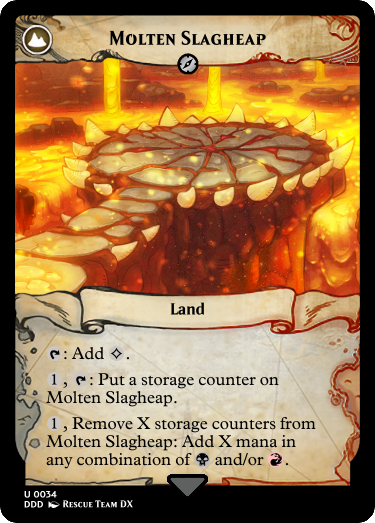 Molten Slagheap
Land
: Add .
1 , : Put a storage counter on
Molten Slagheap.
1 , Remove X storage counters from
Molten Slagheap: Add X mana in
any combination of and/or .
U 0034
DDD Rescue Team DX